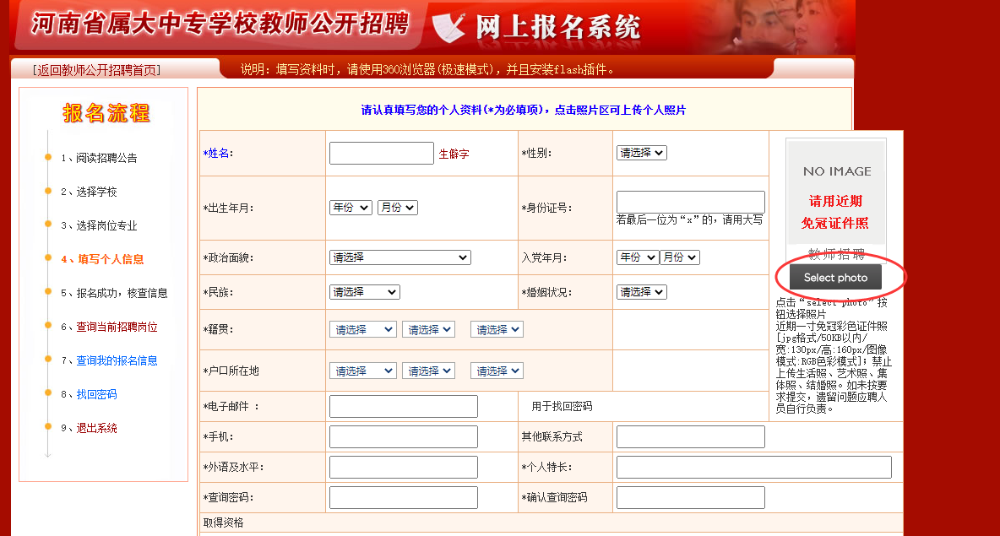 河南省属大中专学校教师公开招聘 网上报名系统
[返回教师公开招聘首页] 说明：填写资料时，请使用360浏览器(极速模式)，并且安装flash插件。
报名流程
1、阅读招聘公告
2、选择学校
3、选择岗位专业
4、填写个人信息
5、报名成功，核查信息
6、查询当前招聘岗位
7、查询我的报名信息
8、找回密码
9、退出系统
请认真填写您的个人资料(*为必填项)，点击照片区可上传个人照片
*姓名： 生僻字 *性别： 请选择
*出生年月： 年份 月份 *身份证号：
若最后一位为“x”的，请用大写
*政治面貌： 请选择 入党年月： 年份 月份
*民族： 请选择 *婚姻状况： 请选择
*籍贯： 请选择 请选择 请选择
*户口所在地 请选择 请选择 请选择
*电子邮件 ： 用于找回密码
*手机： 其他联系方式
*外语及水平： *个人特长：
*查询密码： *确认查询密码
取得资格
NO IMAGE
请用近期
免冠证件照
教师招聘
Select photo
点击“select photo”按
钮选择照片
近期一寸免冠彩色证件照
[jpg格式/50KB以内/
宽:130px/高:160px/图像
模式:RGB色彩模式]；禁止
上传生活照、艺术照、集
体照、结婚照。如未按要
求提交，遗留问题应聘人
员自行负责。